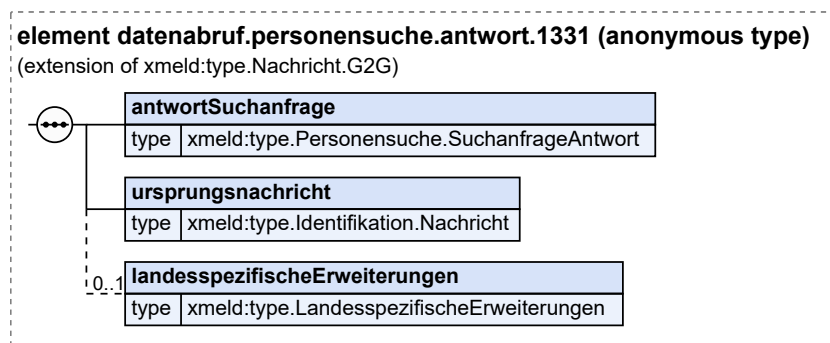 element datenabruf.personensuche.antwort.1331 (anonymous type)
(extension of xmeld:type.Nachricht.G2G)
antwortSuchanfrage
type xmeld:type.Personensuche.SuchanfrageAntwort
ursprungsnachricht
type xmeld:type.Identifikation.Nachricht
0..1 landesspezifischeErweiterungen
type xmeld:type.LandesspezifischeErweiterungen